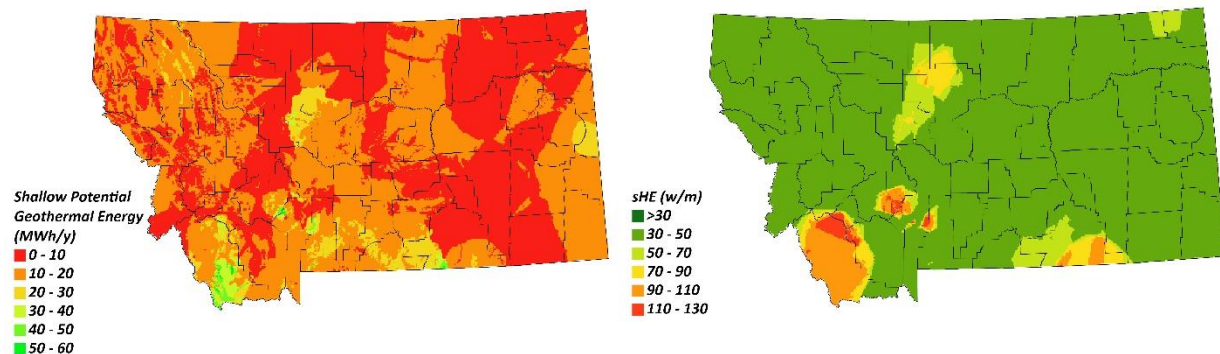 Shallow Potential
Geothermal Energy
(MWh/y)
0 - 10
10 - 20
20 - 30
30 - 40
40 - 50
50 - 60
sHE (w/m)
>30
30 - 50
50 - 70
70 - 90
90 - 110
110 - 130